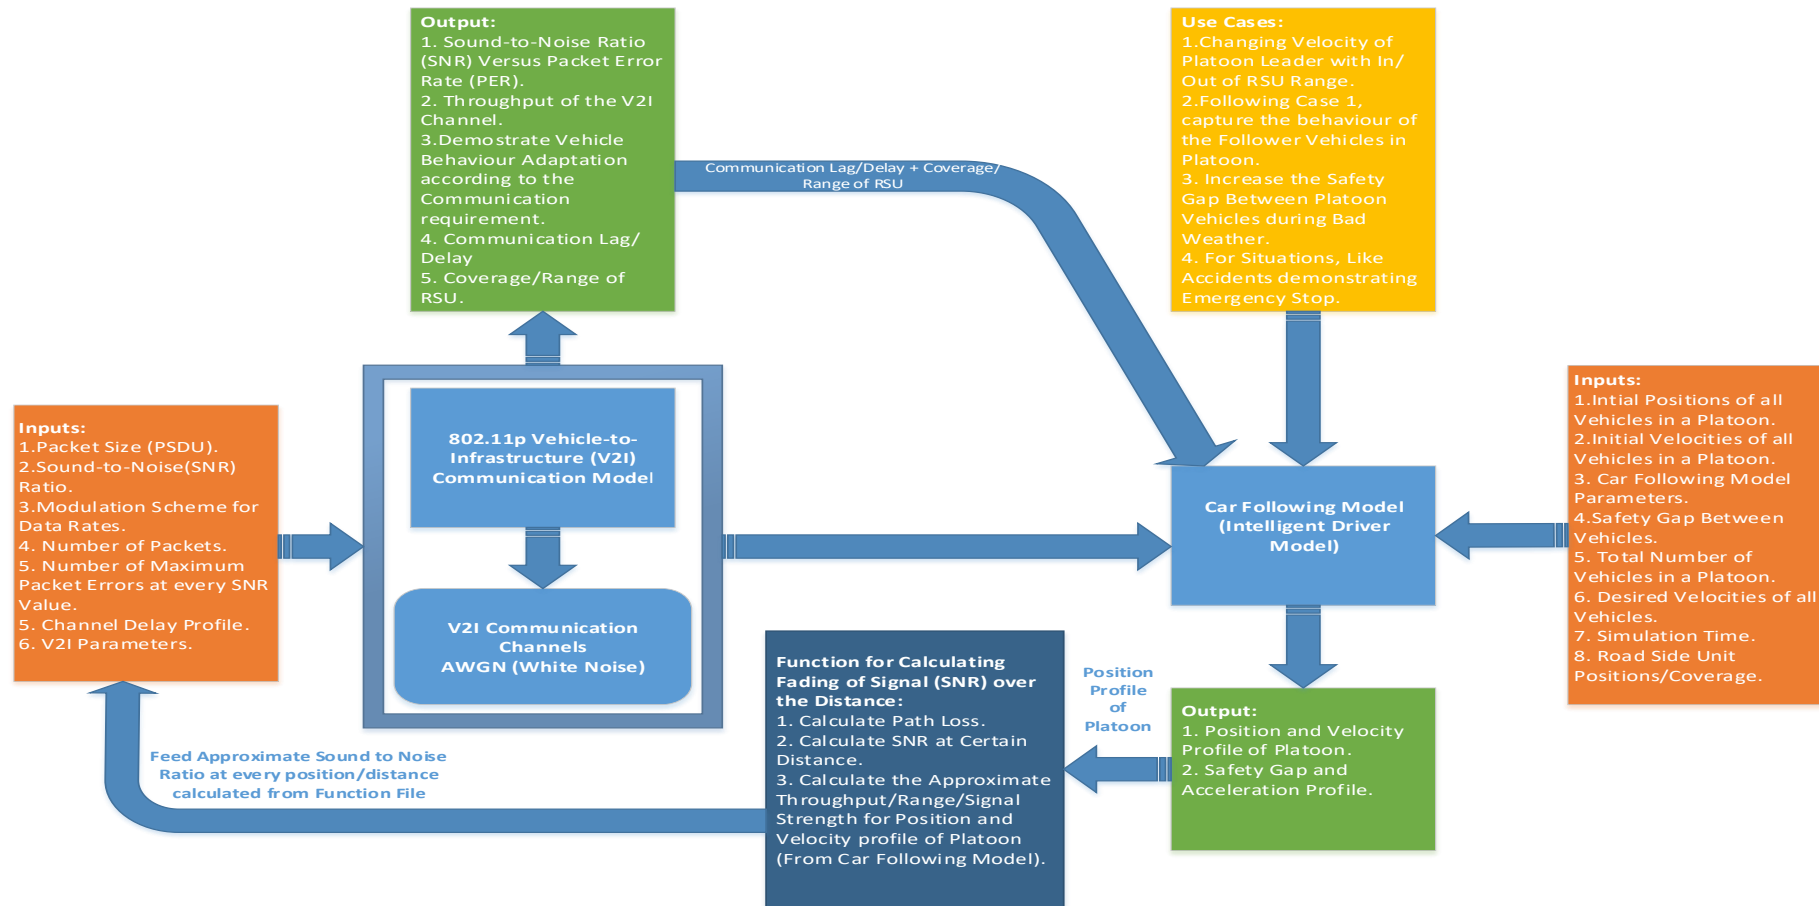 Output:
1. Sound-to-Noise Ratio
(SNR) Versus Packet Error
Rate (PER).
2. Throughput of the V2I
Channel.
3.Demostrate Vehicle
Behaviour Adaptation
according to the
Communication
requirement.
4. Communication Lag/
Delay
5. Coverage/Range of
RSU.
Use Cases:
1.Changing Velocity of
Platoon Leader with In/
Out of RSU Range.
2.Following Case 1,
capture the behaviour of
the Follower Vehicles in
Platoon.
3. Increase the Safety
Gap Between Platoon
Vehicles during Bad
Weather.
4. For Situations, Like
Accidents demonstrating
Emergency Stop.
Communication Lag/Delay + Coverage/
Range of RSU
Inputs:
1.Packet Size (PSDU).
2.Sound-to-Noise(SNR)
Ratio.
3.Modulation Scheme for
Data Rates.
4. Number of Packets.
5. Number of Maximum
Packet Errors at every SNR
Value.
5. Channel Delay Profile.
6. V2I Parameters.
802.11p Vehicle-to-
Infrastructure (V2I)
Communication Model
V2I Communication
Channels
AWGN (White Noise)
Car Following Model
(Intelligent Driver
Model)
Inputs:
1.Intial Positions of all
Vehicles in a Platoon.
2.Initial Velocities of all
Vehicles in a Platoon.
3. Car Following Model
Parameters.
4.Safety Gap Between
Vehicles.
5. Total Number of
Vehicles in a Platoon.
6. Desired Velocities of all
Vehicles.
7. Simulation Time.
8. Road Side Unit
Positions/Coverage.
Function for Calculating
Fading of Signal (SNR) over
the Distance:
1. Calculate Path Loss.
2. Calculate SNR at Certain
Distance.
3. Calculate the Approximate
Throughput/Range/Signal
Strength for Position and
Velocity profile of Platoon
(From Car Following Model).
Position
Profile
of
Platoon
Output:
1. Position and Velocity
Profile of Platoon.
2. Safety Gap and
Acceleration Profile.
Feed Approximate Sound to Noise
Ratio at every position/distance
calculated from Function File